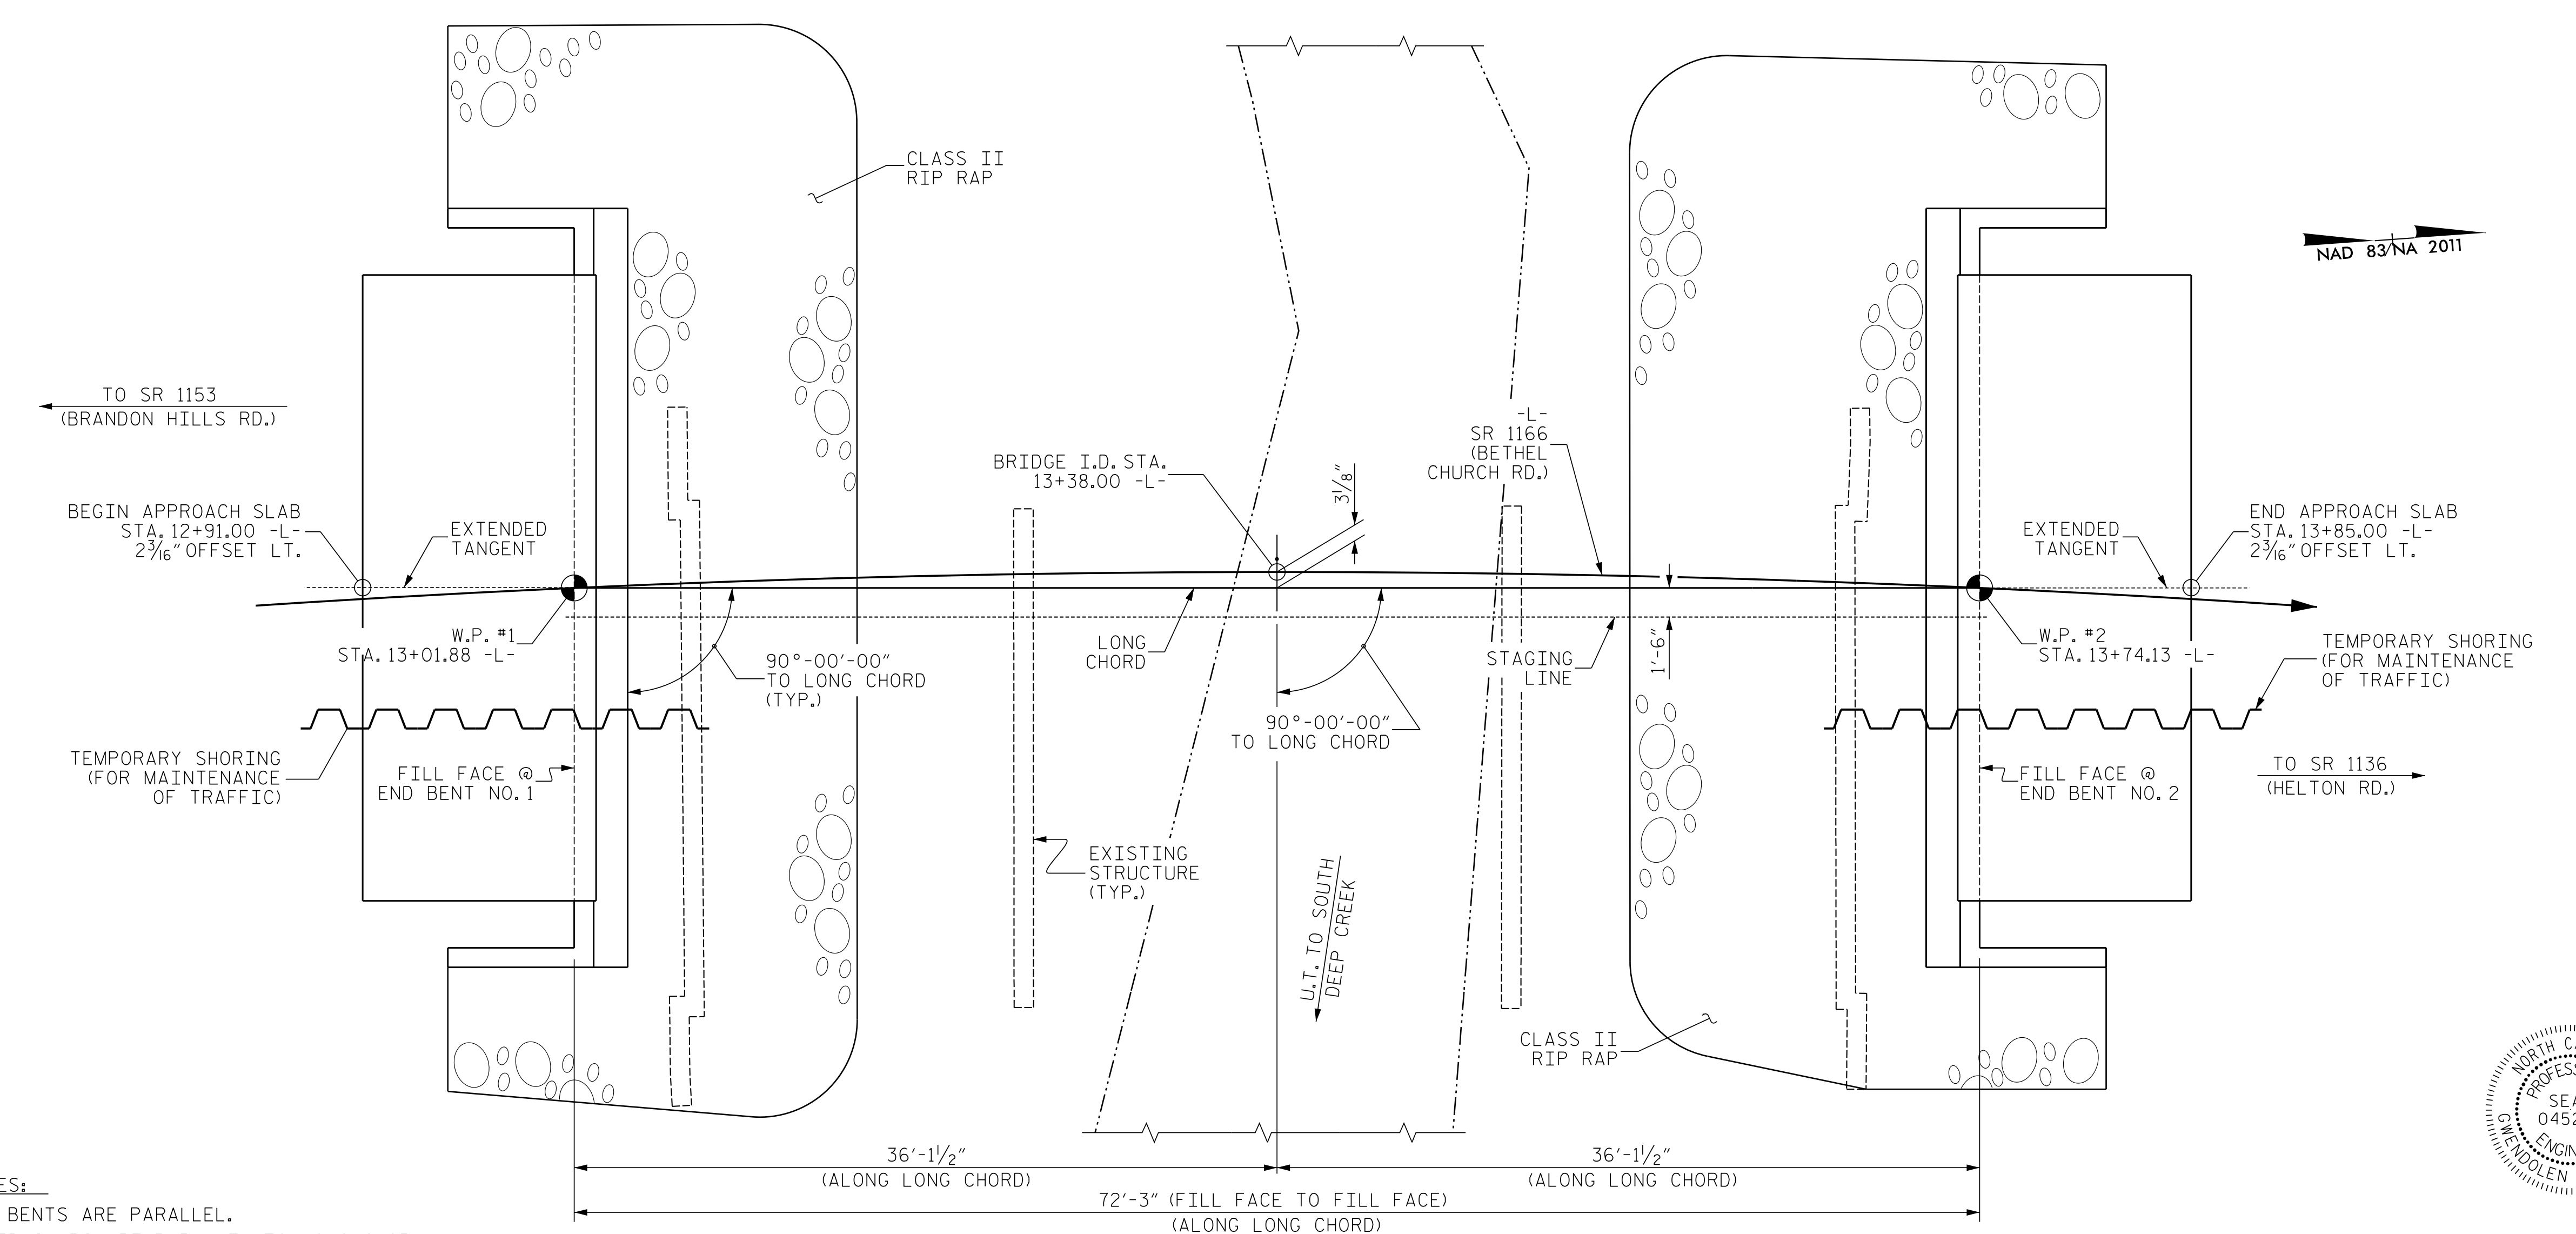 CLASS II
RIP RAP
NAD 83/NA 2011
TO SR 1153
(BRANDON HILLS RD.)
BRIDGE I.D. STA.
13+38.00 -L-
3 1/8"
-L-
SR 1166
(BETHEL
CHURCH RD.)
BEGIN APPROACH SLAB
STA. 12+91.00 -L-
2 3/16" OFFSET LT.
EXTENDED
TANGENT
EXTENDED
TANGENT
END APPROACH SLAB
STA. 13+85.00 -L-
2 3/16" OFFSET LT.
W.P. #1
STA. 13+01.88 -L-
90°-00'-00"
TO LONG CHORD
(TYP.)
LONG
CHORD
90°-00'-00"
TO LONG CHORD
STAGING
LINE
1'-6"
W.P. #2
STA. 13+74.13 -L-
TEMPORARY SHORING
(FOR MAINTENANCE
OF TRAFFIC)
TEMPORARY SHORING
(FOR MAINTENANCE
OF TRAFFIC)
FILL FACE @
END BENT NO. 1
FILL FACE @
END BENT NO. 2
TO SR 1136
(HELTON RD.)
EXISTING
STRUCTURE
(TYP.)
U.T. TO SOUTH
DEEP CREEK
CLASS II
RIP RAP
36'-1 1/2"
(ALONG LONG CHORD)
36'-1 1/2"
(ALONG LONG CHORD)
72'-3" (FILL FACE TO FILL FACE)
(ALONG LONG CHORD)
BENTS ARE PARALLEL.
NORTH
GWENDOLEN